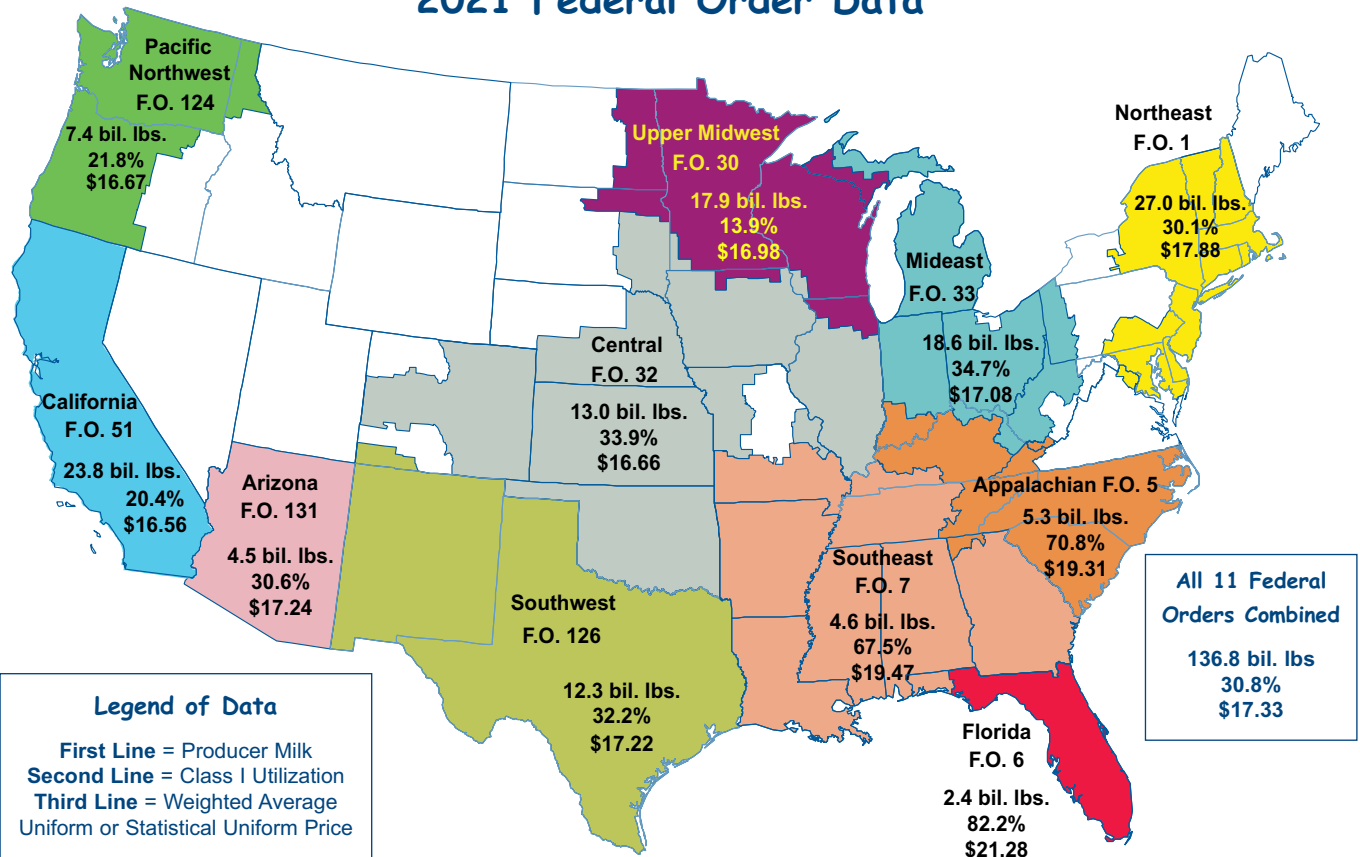 2021 Federal Order Data
Pacific
Northwest
F.O. 124
7.4 bil. lbs.
21.8%
$16.67
Upper Midwest
F.O. 30
17.9 bil. lbs.
13.9%
$16.98
Northeast
F.O. 1
27.0 bil. lbs.
30.1%
$17.88
Mideast
F.O. 33
18.6 bil. lbs.
34.7%
$17.08
Central
F.O. 32
13.0 bil. lbs.
33.9%
$16.66
California
F.O. 51
23.8 bil. lbs.
20.4%
$16.56
Arizona
F.O. 131
4.5 bil. lbs.
30.6%
$17.24
Appalachian F.O. 5
5.3 bil. lbs.
70.8%
$19.31
Southeast
F.O. 7
4.6 bil. lbs.
67.5%
$19.47
Southwest
F.O. 126
12.3 bil. lbs.
32.2%
$17.22
Florida
F.O. 6
2.4 bil. lbs.
82.2%
$21.28
All 11 Federal
Orders Combined
136.8 bil. lbs
30.8%
$17.33
Legend of Data
First Line = Producer Milk
Second Line = Class I Utilization
Third Line = Weighted Average
Uniform or Statistical Uniform Price